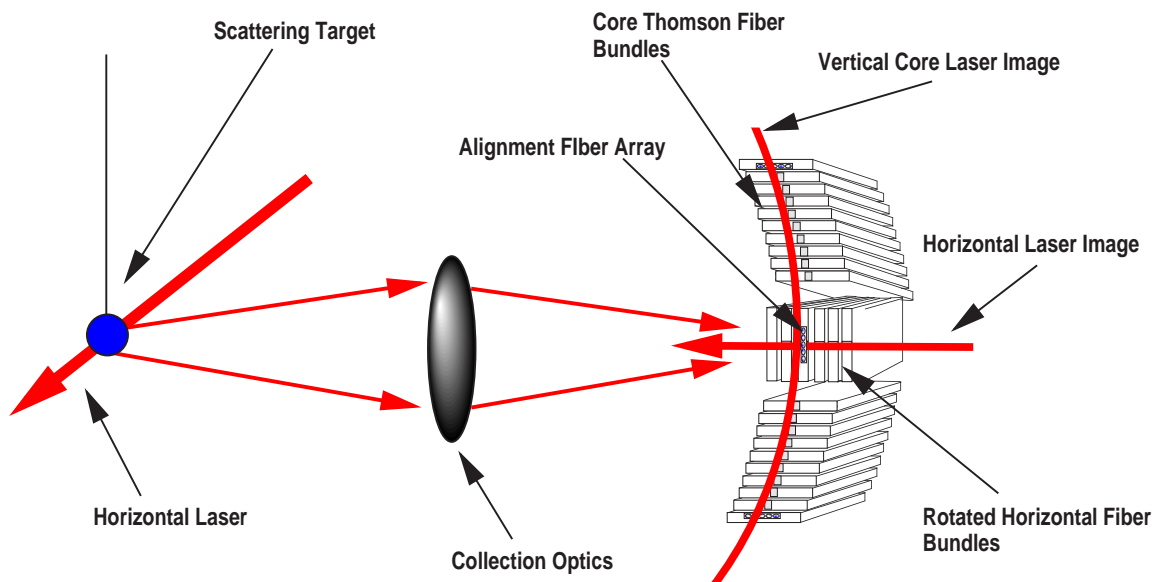 Scattering Target
Core Thomson Fiber
Bundles
Vertical Core Laser Image
Alignment FIber Array
Horizontal Laser Image
Horizontal Laser
Collection Optics
Rotated Horizontal Fiber
Bundles